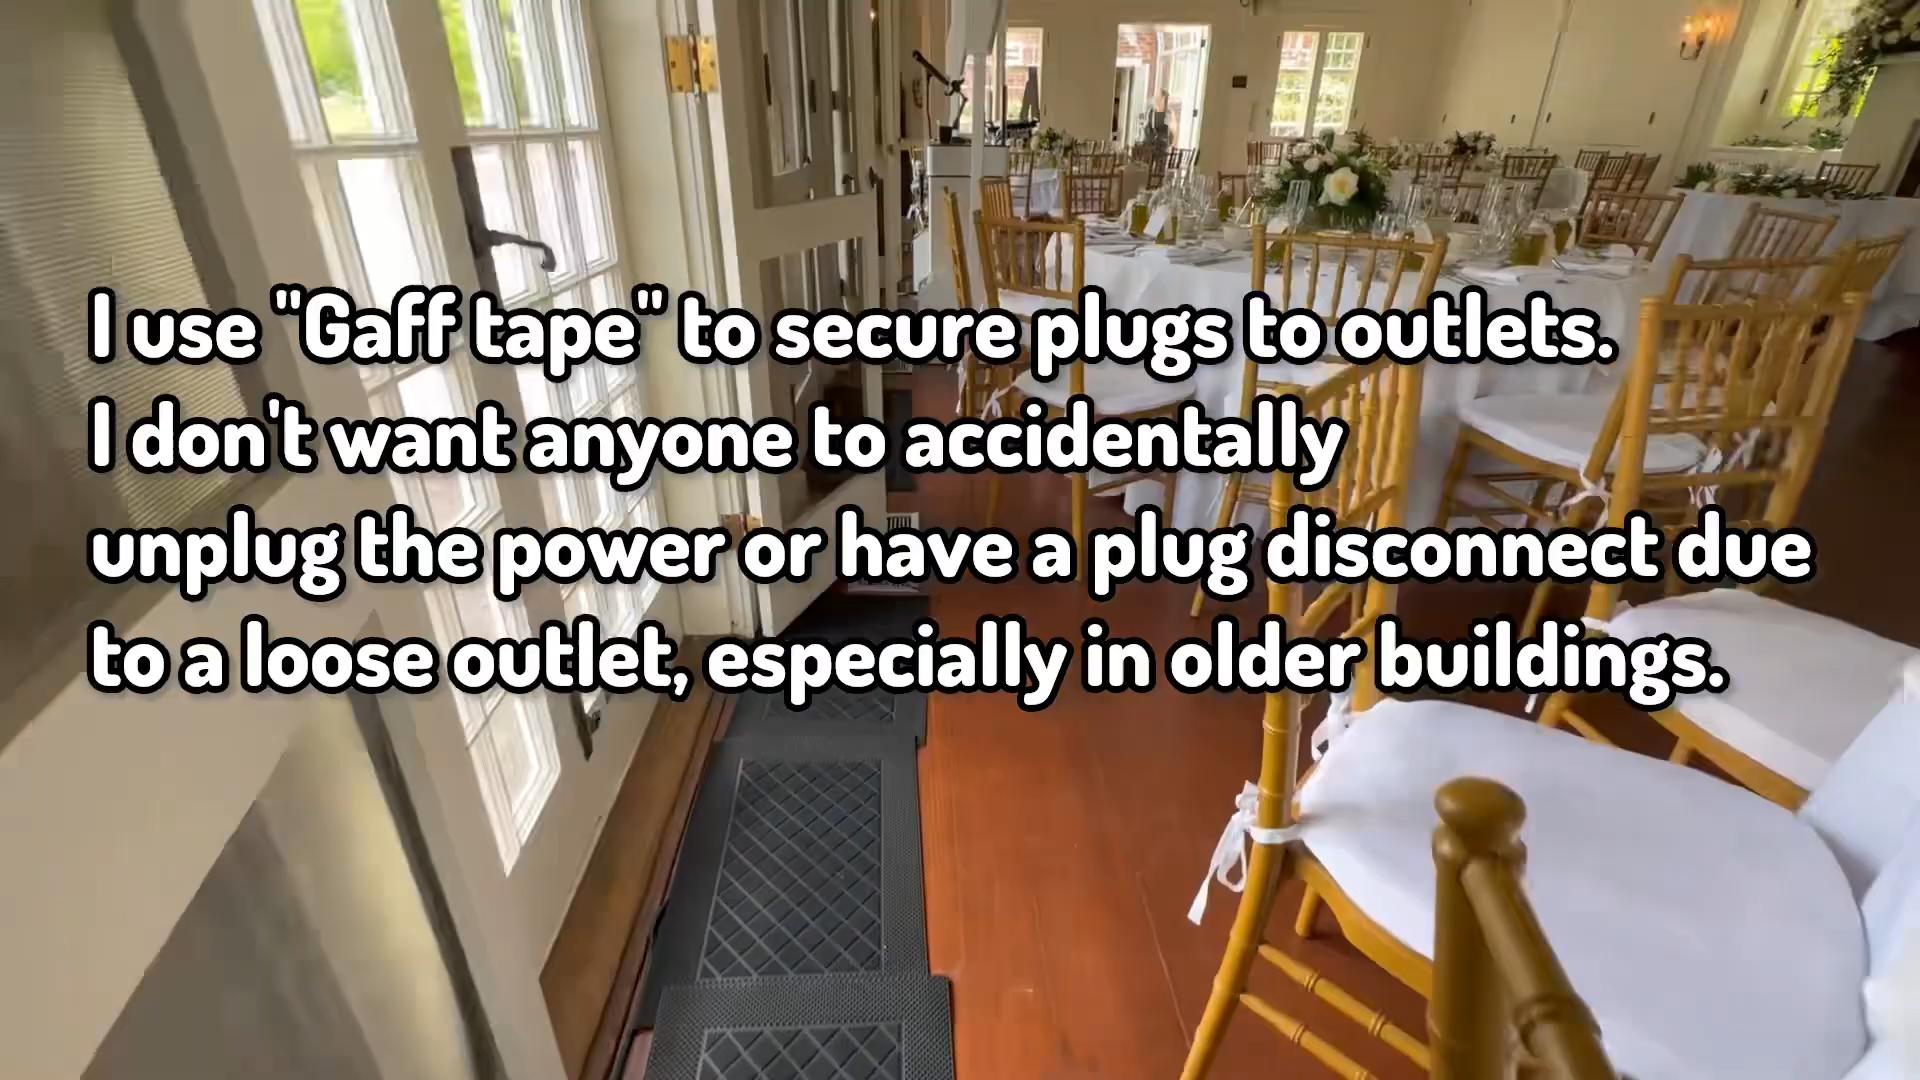 I use "Gaff tape" to secure plugs to outlets.
I don't want anyone to accidentally
unplug the power or have a plug disconnect due
to a loose outlet, especially in older buildings.